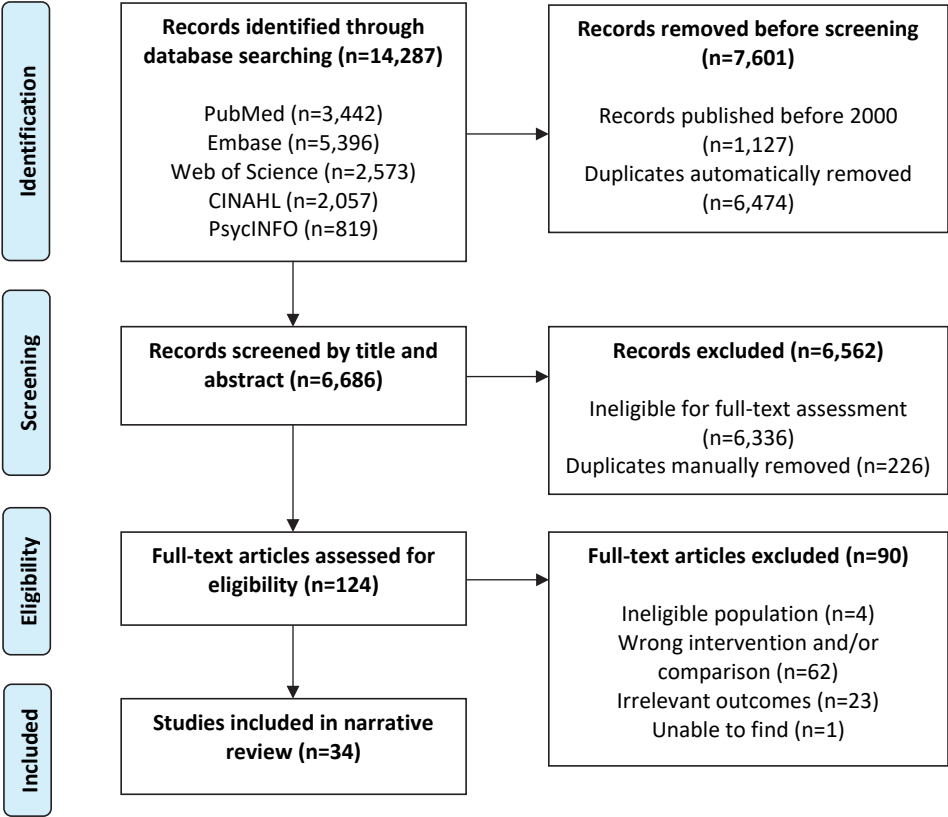 Identification
Records identified through
database searching (n=14,287)
PubMed (n=3,442)
Embase (n=5,396)
Web of Science (n=2,573)
CINAHL (n=2,057)
PsycINFO (n=819)
Records removed before screening
(n=7,601)
Records published before 2000
(n=1,127)
Duplicates automatically removed
(n=6,474)
Screening
Records screened by title and
abstract (n=6,686)
Records excluded (n=6,562)
Ineligible for full-text assessment
(n=6,336)
Duplicates manually removed (n=226)
Eligibility
Full-text articles assessed for
eligibility (n=124)
Full-text articles excluded (n=90)
Ineligible population (n=4)
Wrong intervention and/or
comparison (n=62)
Irrelevant outcomes (n=23)
Unable to find (n=1)
Included
Studies included in narrative
review (n=34)